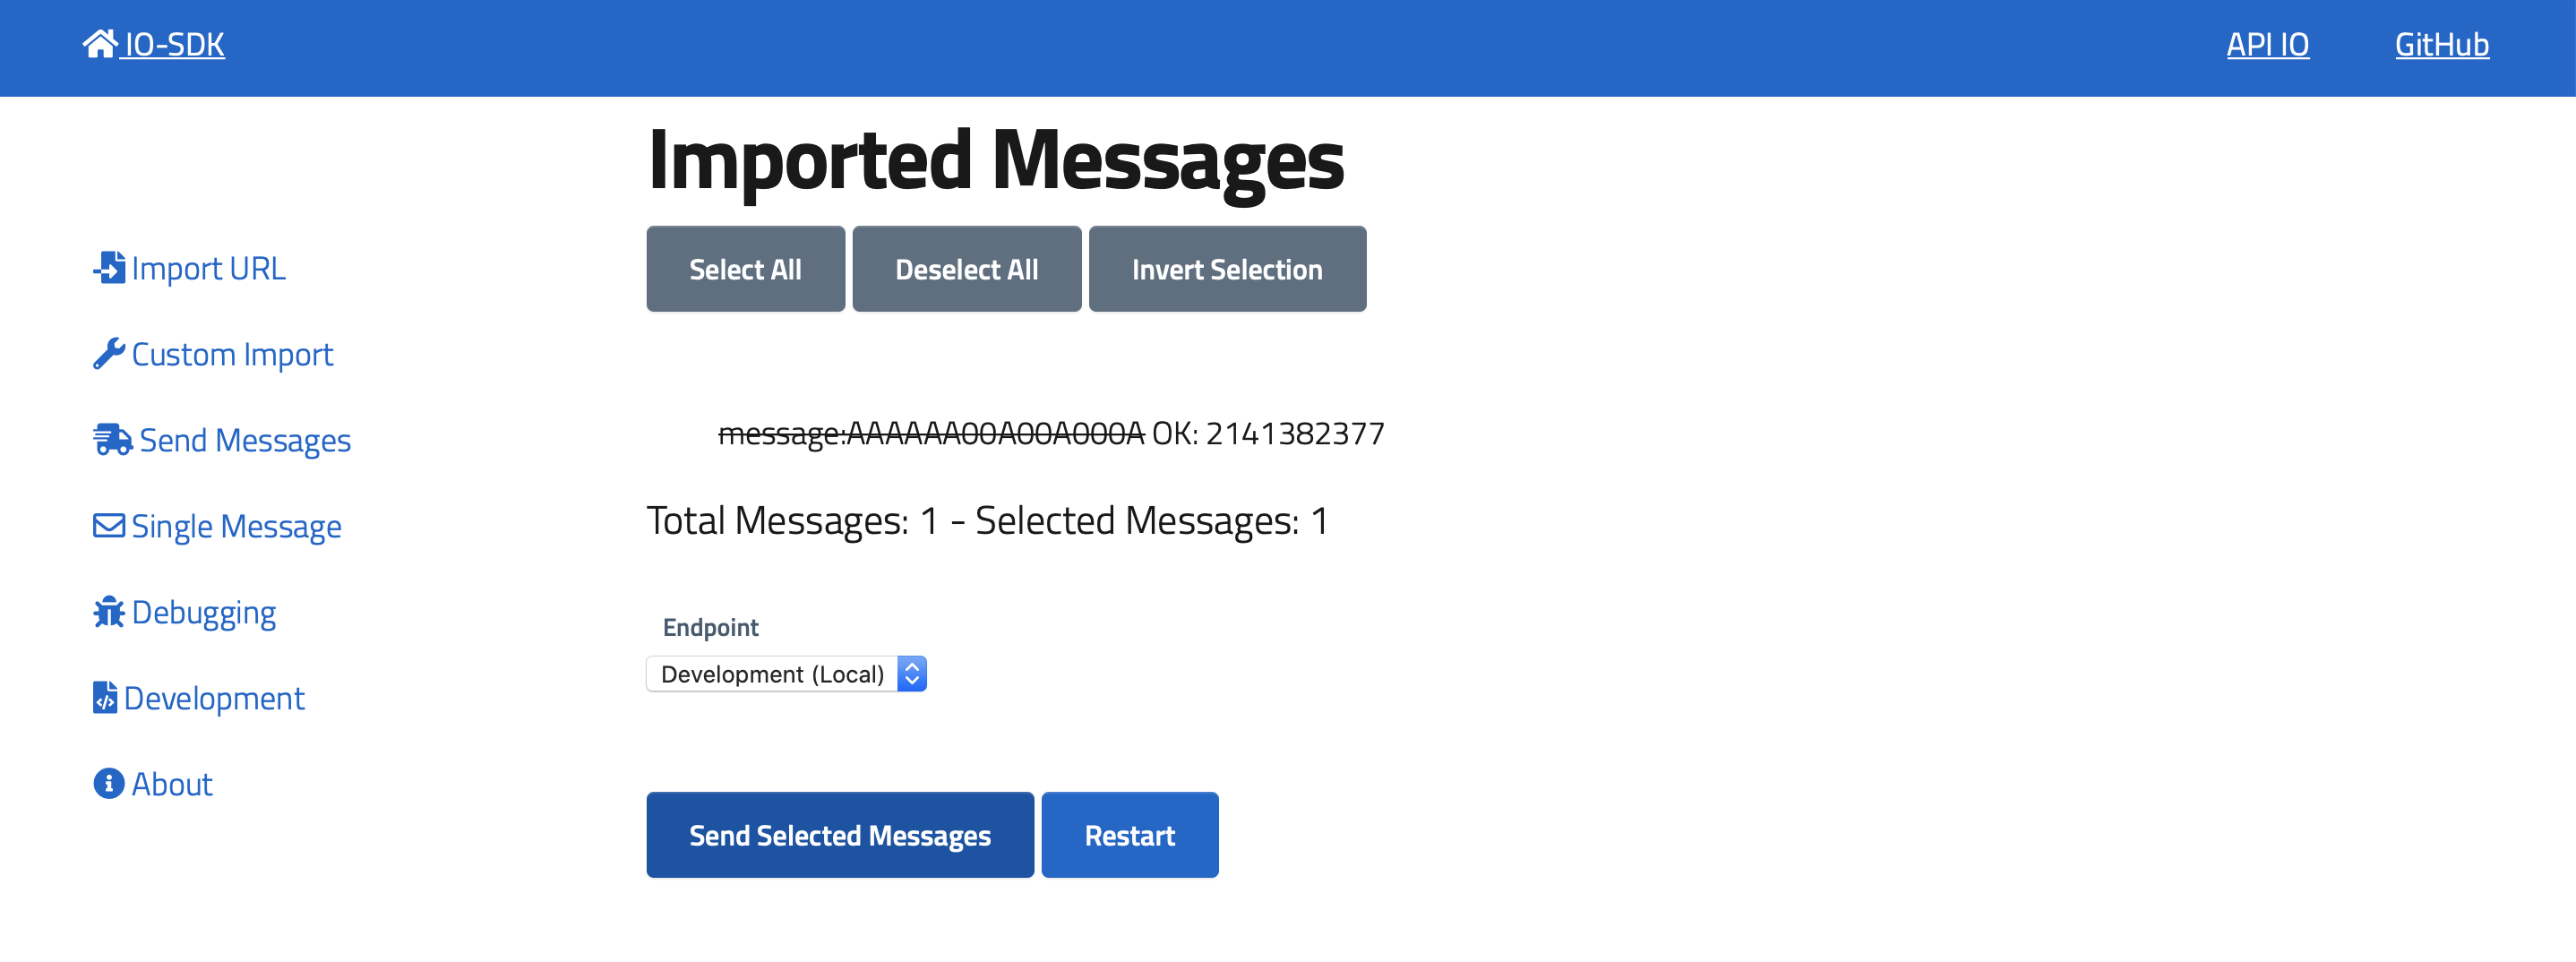 IO-SDK
API IO
GitHub
Imported Messages
Select All
Deselect All
Invert Selection
Import URL
Custom Import
Send Messages
Single Message
Debugging
Development
About
message:AAAAAA00A00A000A OK: 2141382377
Total Messages: 1 - Selected Messages: 1
Endpoint
Development (Local)
Send Selected Messages
Restart